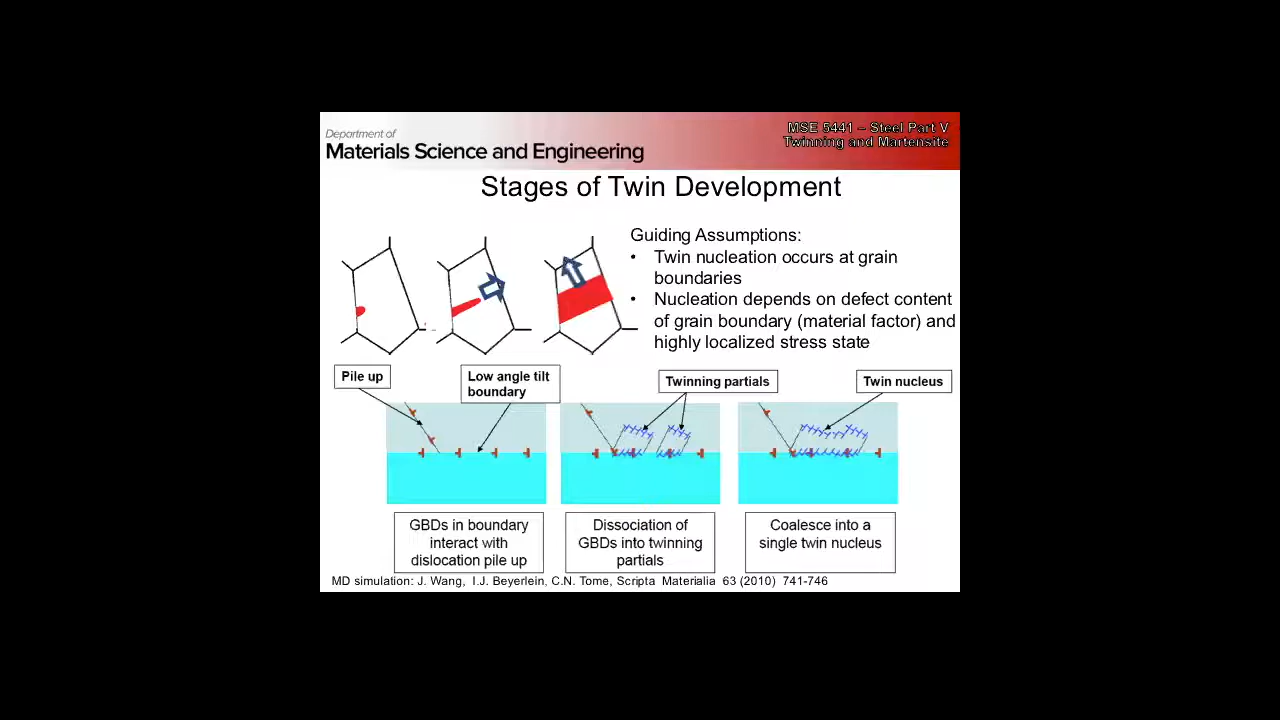 Department of
Materials Science and Engineering
MSE 5441 – Steel Part V
Twinning and Martensite
Stages of Twin Development
Guiding Assumptions:
• Twin nucleation occurs at grain
boundaries
• Nucleation depends on defect content
of grain boundary (material factor) and
highly localized stress state
Pile up
Low angle tilt
boundary
Twinning partials
Twin nucleus
GBDs in boundary
interact with
dislocation pile up
Dissociation of
GBDs into twinning
partials
Coalesce into a
single twin nucleus
MD simulation: J. Wang, I.J. Beyerlein, C.N. Tome, Scripta Materialia 63 (2010) 741-746